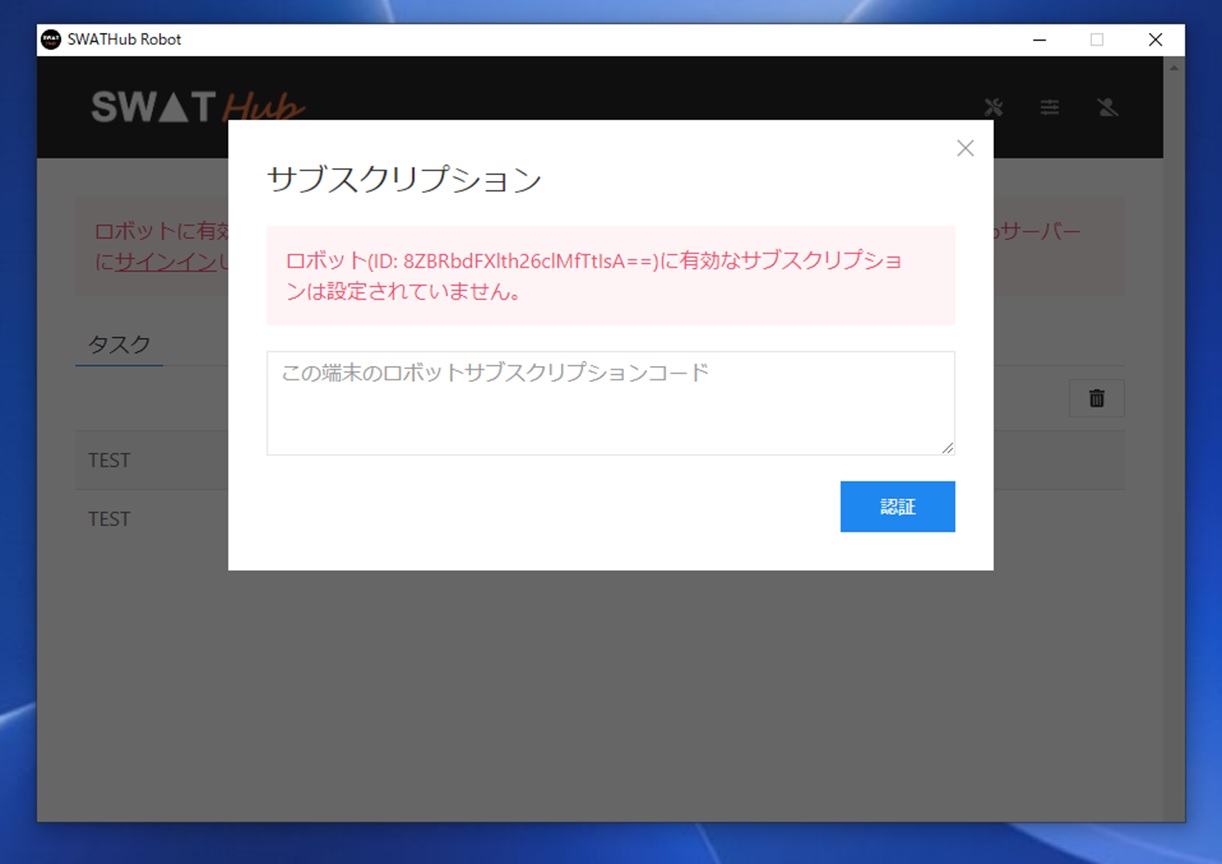 SWATHub Robot
SWAT Hub
サブスクリプション
ロボットに有効
サーバー
に サインイン
ロボット(ID: 8ZBRbdFXlth26clMfTtIsA==)に有効なサブスクリプショ
ンは設定されていません。
タスク
この端末のロボットサブスクリプションコード
TEST
認証
TEST